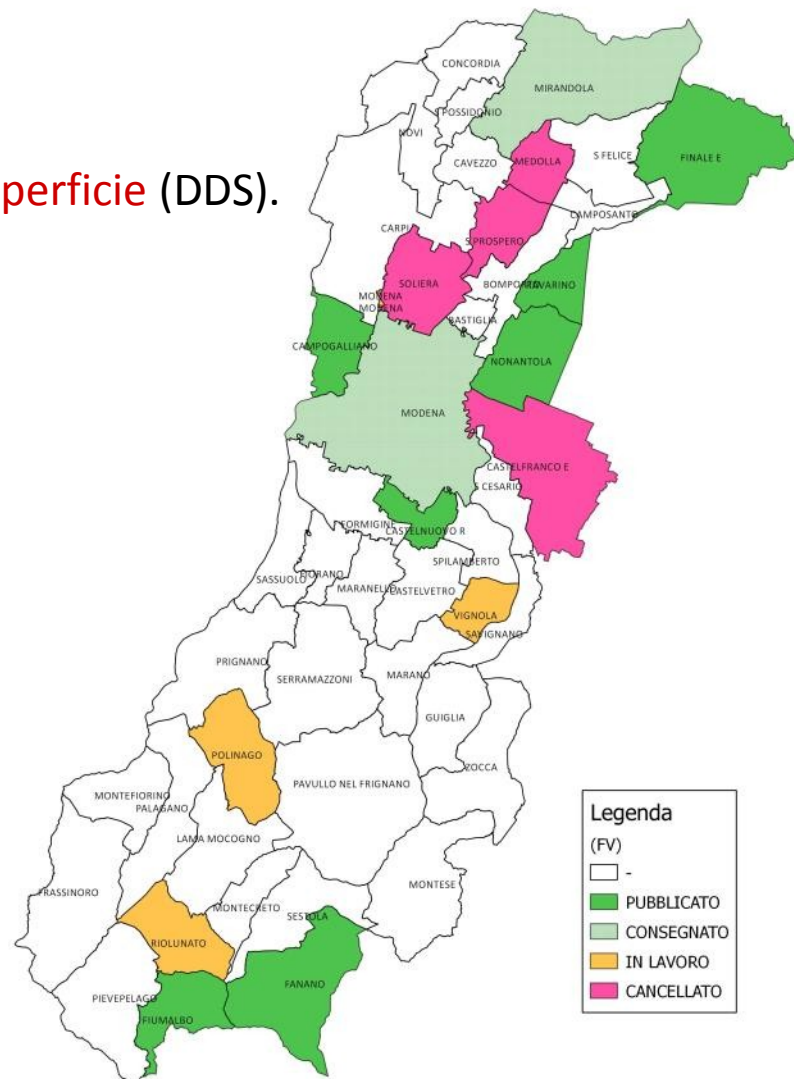 perficie (DDS).
CONCORDIA
MIRANDOLA
S POSSIDONIO
NOVI
CAVEZZO
MEDOLLA
S FELICE
FINALE E
CAMPOSANTO
CARPI
S PROSPERO
SOLIERA
BOMPORTO
RAVARINO
MODENA
MODENA
BASTIGLIA
CAMPOGALLIANO
NONANTOLA
MODENA
CASTELFRANCO E
S CESARIO
FORMIGINE
CASTELNUOVO R
SPILAMBERTO
FIORANO
SASSUOLO
MARANELLO
CASTELVETRO
VIGNOLA
SAVIGNANO
PRIGNANO
SERRAMAZZONI
MARANO
GUIGLIA
POLINAGO
ZOCCA
PAVULLO NEL FRIGNANO
MONTEFIORINO
PALAGANO
LAMA MOCOGNO
FRASSINORO
MONTECRETO
SESTOLA
MONTESE
RIOLUNATO
PIEVEPELAGO
FANANO
FIUMALBO
Legenda
(FV)
-
PUBBLICATO
CONSEGNATO
IN LAVORO
CANCELLATO